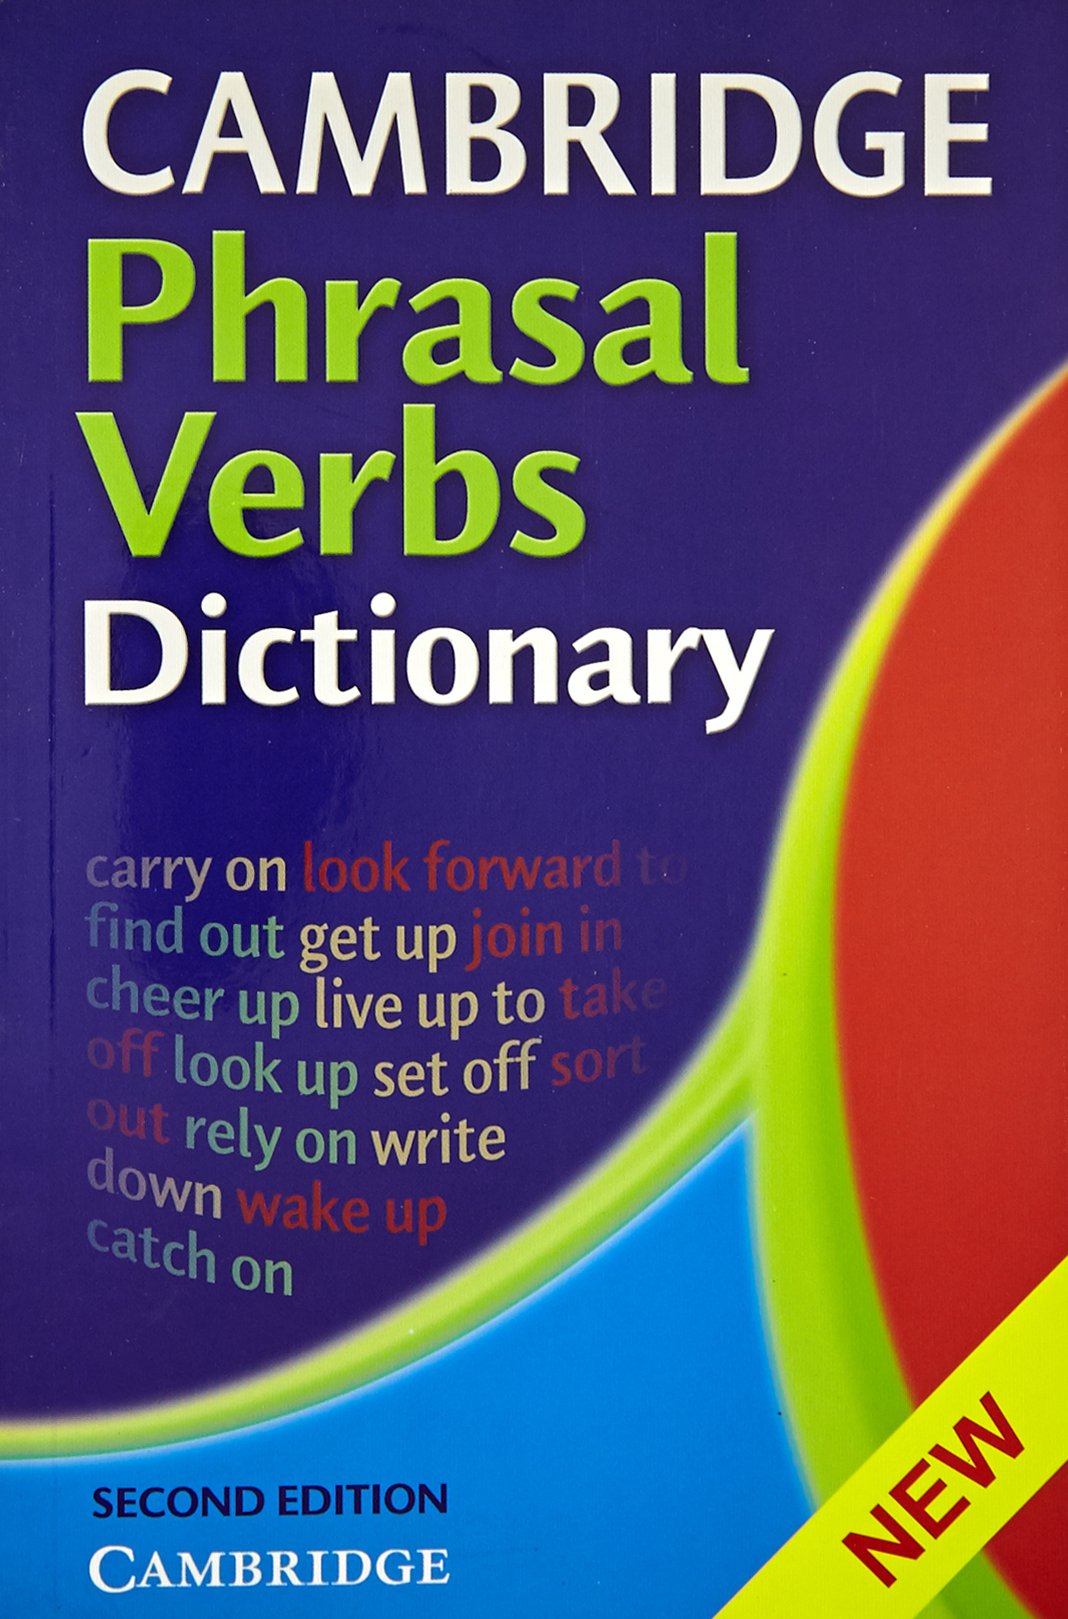 CAMBRIDGE
Phrasal
Verbs
Dictionary
carry on look forward to
find out get up join in
cheer up live up to take
off look up set off sort
out rely on write
down wake up
catch on
SECOND EDITION
CAMBRIDGE
NEW